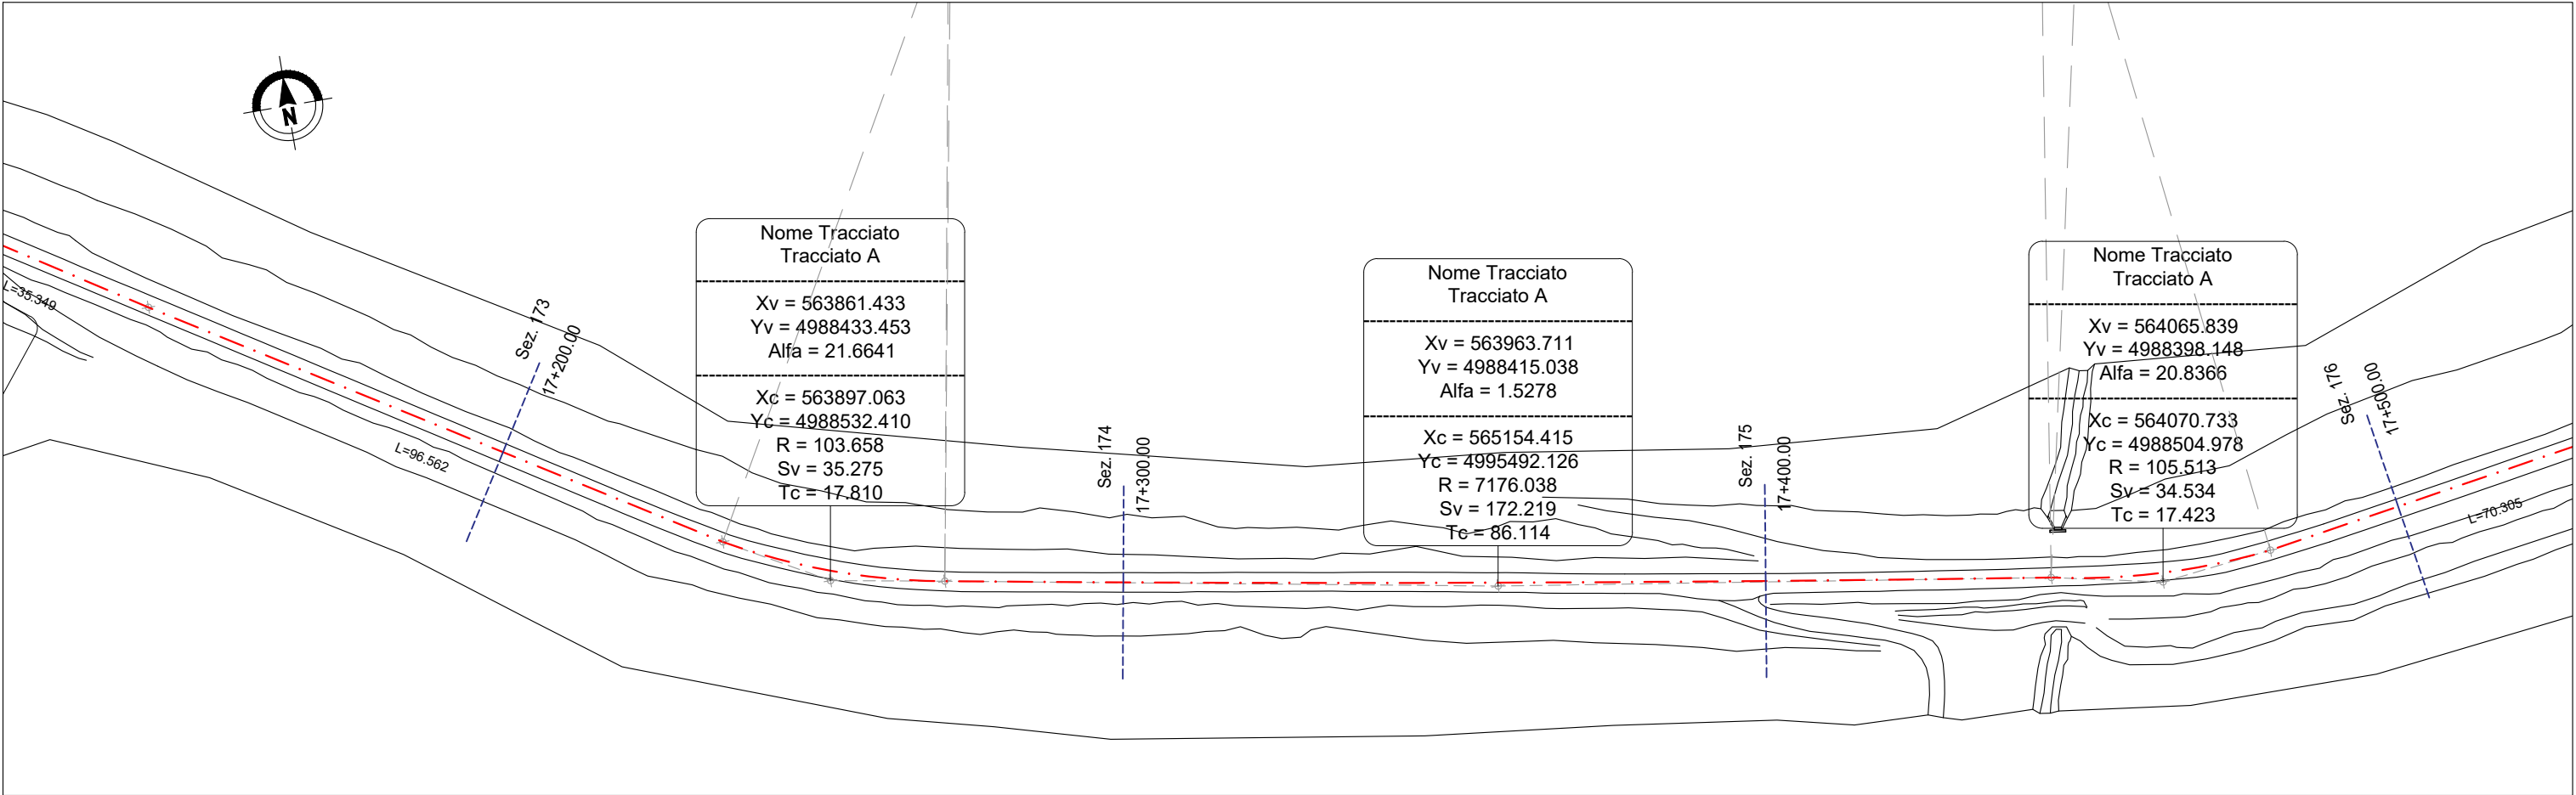 N
L=35.349
Sez. 173
17+200.00
L=96.562
Nome Tracciato
Tracciato A
Xv = 563861.433
Yv = 4988433.453
Alfa = 21.6641
Xc = 563897.063
Yc = 4988532.410
R = 103.658
Sv = 35.275
Tc = 17.810
Sez. 174
17+300.00
Nome Tracciato
Tracciato A
Xv = 563963.711
Yv = 4988415.038
Alfa = 1.5278
Xc = 565154.415
Yc = 4995492.126
R = 7176.038
Sv = 172.219
Tc = 86.114
Sez. 175
17+400.00
Nome Tracciato
Tracciato A
Xv = 564065.839
Yv = 4988398.148
Alfa = 20.8366
Xc = 564070.733
Yc = 4988504.978
R = 105.513
Sv = 34.534
Tc = 17.423
Sez. 176
17+500.00
L=70.305